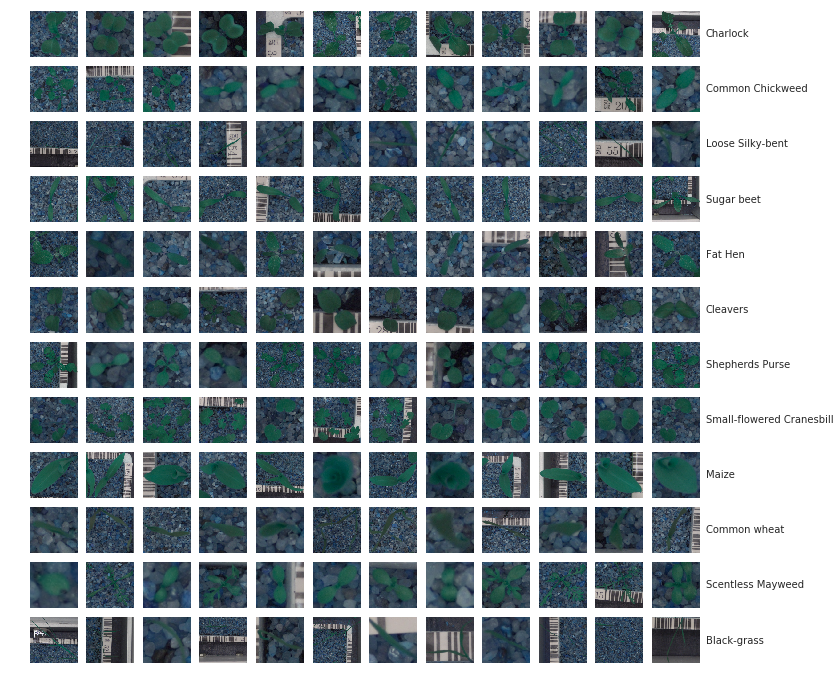 Charlock
Common Chickweed
Loose Silky-bent
Sugar beet
Fat Hen
Cleavers
Shepherds Purse
Small-flowered Cranesbill
Maize
Common wheat
Scentless Mayweed
Black-grass